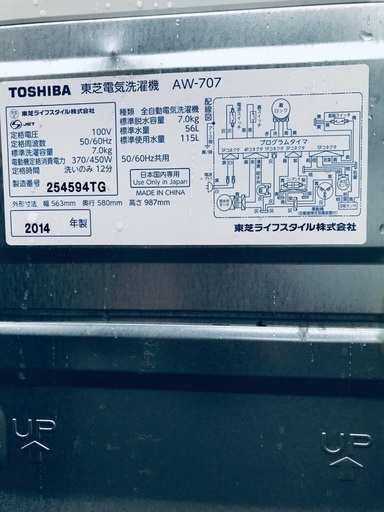 TOSHIBA 東芝電気洗濯機 AW-707
JET 東芝ライフスタイル株式会社
定格電圧 100V
定格周波数 50/60Hz
標準洗濯容量 7.0kg
電動機定格消費電力 370/450W
定格時間 洗いのみ 12分
製造番号 254594TG
種類 全自動電気洗濯機
標準脱水容量 7.0kg
標準水量 56L
標準使用水量 115L
50/60Hz共用
日本国内専用
Use Only in Japan
MADE IN CHINA
外形寸法:幅 563mm 奥行 580mm 高さ 987mm
2014 年製
配線図
プログラムタイマ
東芝ライフスタイル株式会社
UP
UP